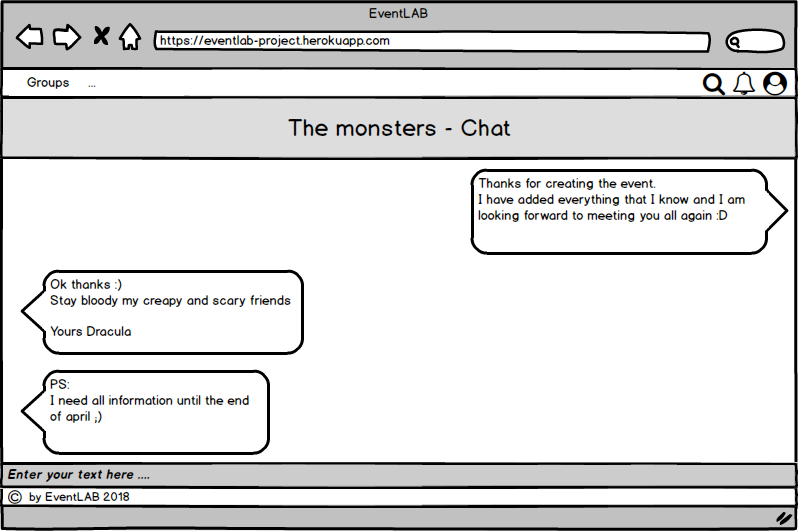 EventLAB
https://eventlab-project.herokuapp.com
Groups ...
The monsters - Chat
Thanks for creating the event.
I have added everything that I know and I am
looking forward to meeting you all again :D
Ok thanks :)
Stay bloody my creapy and scary friends
Yours Dracula
PS:
I need all information until the end
of april ;)
Enter your text here ....
© by EventLAB 2018